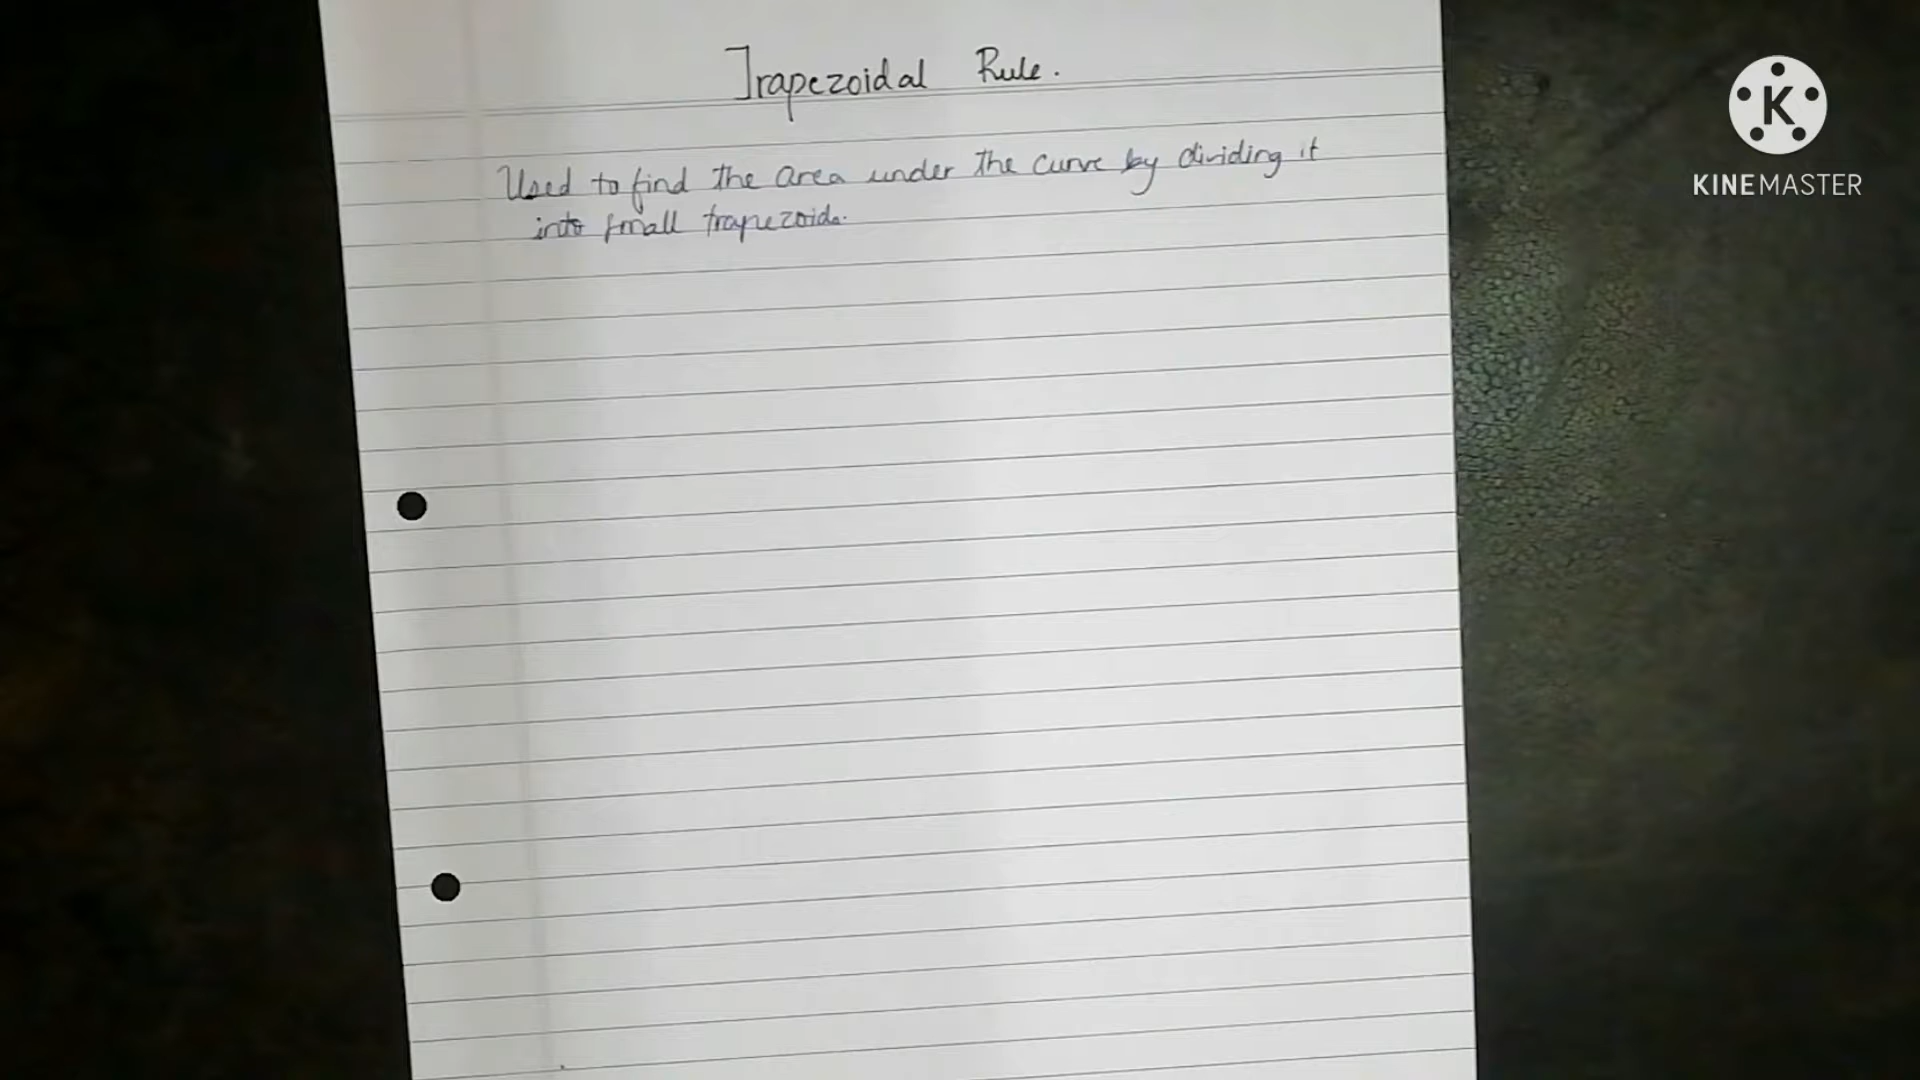 Trapezoidal Rule.
Used to find the area under the curve by dividing it
into small trapezoids.
K
KINEMASTER